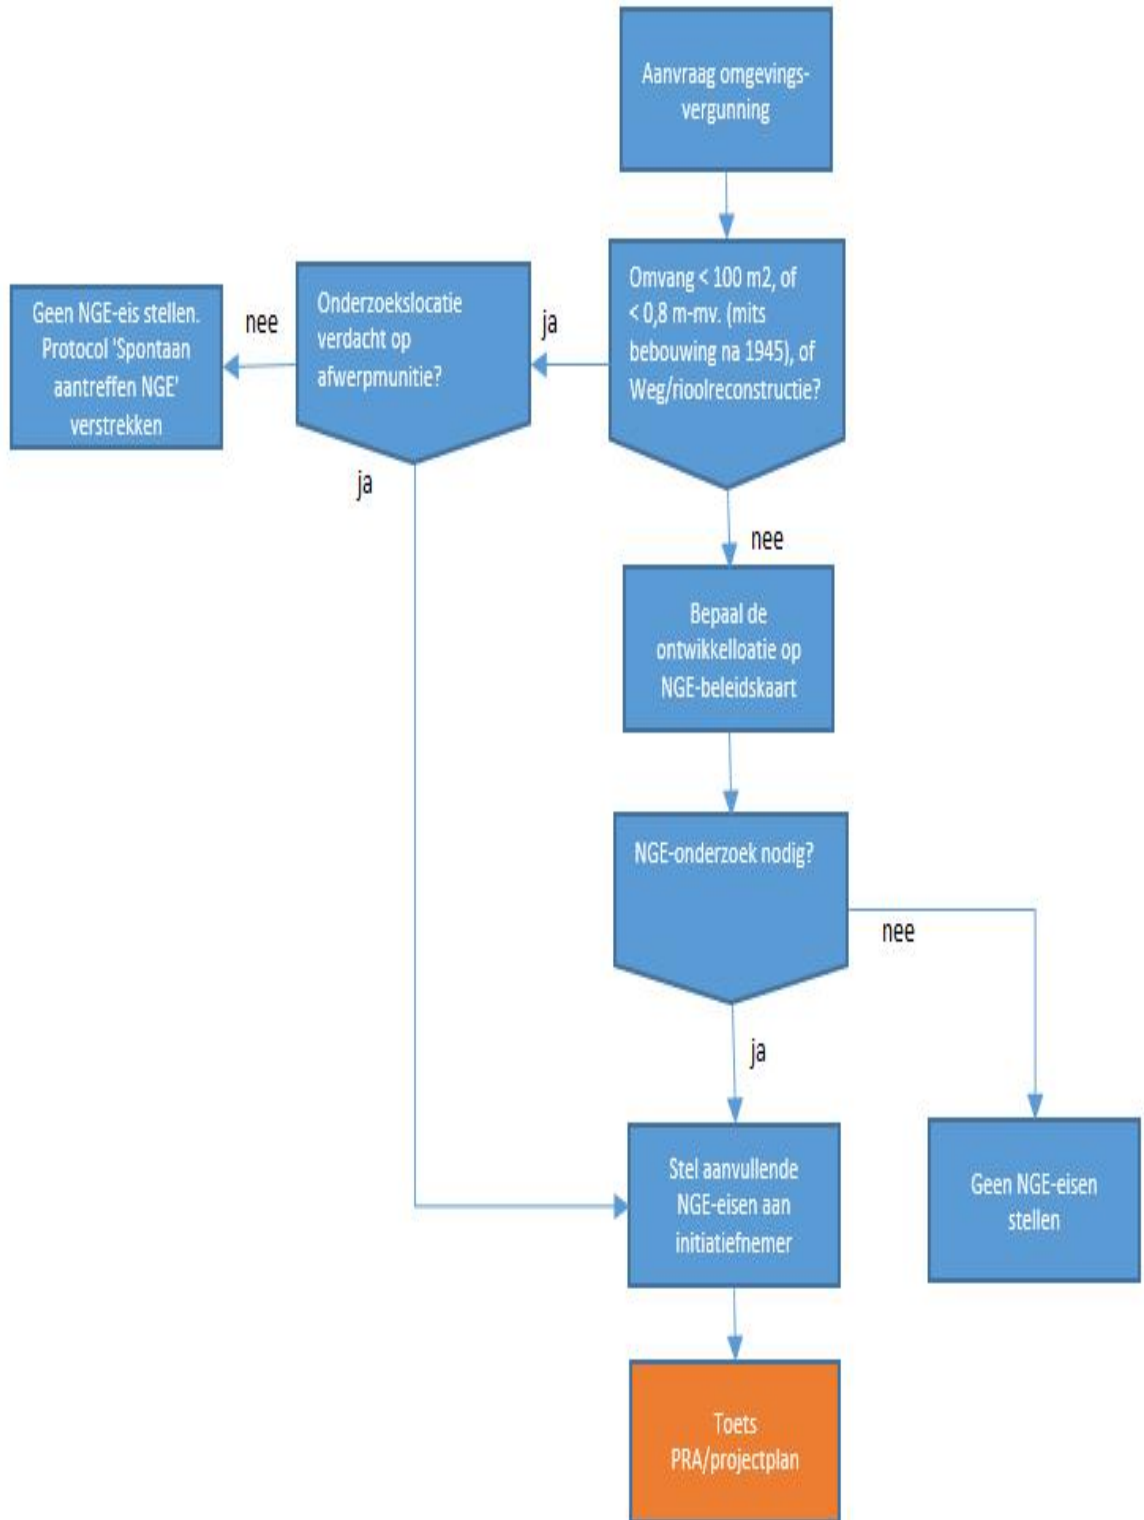 Aanvraag omgevings-
vergunning
Omvang < 100 m2, of
< 0,8 m-mv. (mits
bebouwing na 1945), of
Weg/rioolreconstructie?
ja
Onderzoekslocatie
verdacht op
afwerpmunitie?
nee
Geen NGE-eis stellen.
Protocol 'Spontaan
aantreffen NGE'
verstrekken
ja
nee
Bepaal de
ontwikkelloatie op
NGE-beleidskaart
NGE-onderzoek nodig?
nee
ja
Stel aanvullende
NGE-eisen aan
initiatiefnemer
Geen NGE-eisen
stellen
Toets
PRA/projectplan